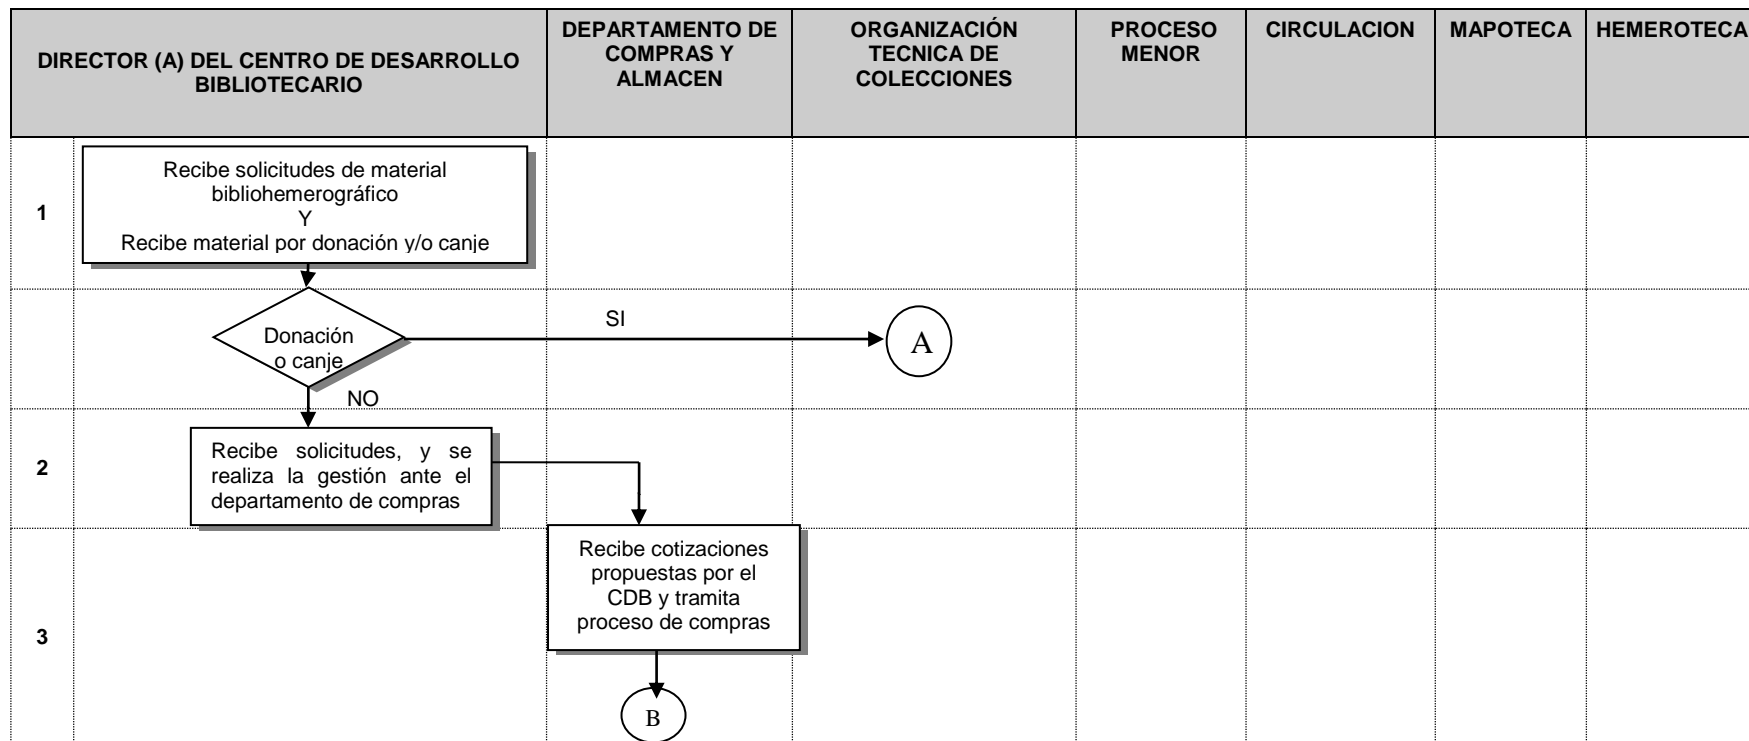 DIRECTOR (A) DEL CENTRO DE DESARROLLO
BIBLIOTECARIO
DEPARTAMENTO DE
COMPRAS Y
ALMACEN
ORGANIZACIÓN
TECNICA DE
COLECCIONES
PROCESO
MENOR
CIRCULACION
MAPOTECA
HEMEROTECA
1
Recibe solicitudes de material
bibliohemerográfico
Y
Recibe material por donación y/o canje
Donación
o canje
SI
A
NO
2
Recibe solicitudes, y se
realiza la gestión ante el
departamento de compras
3
Recibe cotizaciones
propuestas por el
CDB y tramita
proceso de compras
B